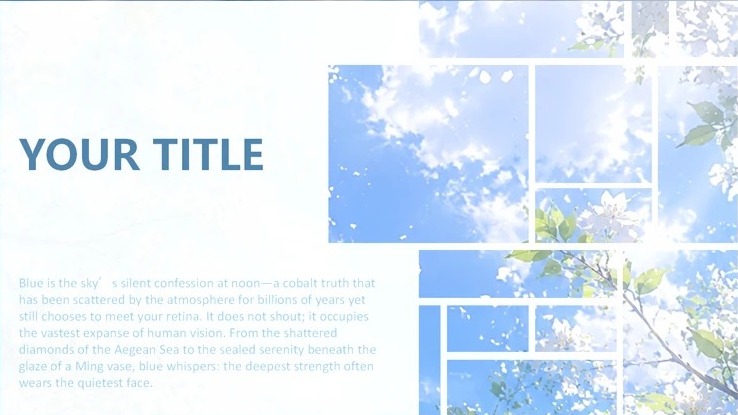 YOUR TITLE
Blue is the sky’ s silent confession at noon—a cobalt truth that
has been scattered by the atmosphere for billions of years yet
still chooses to meet your retina. It does not shout; it occupies
the vastest expanse of human vision. From the shattered
diamonds of the Aegean Sea to the sealed serenity beneath the
glaze of a Ming vase, blue whispers: the deepest strength often
wears the quietest face.